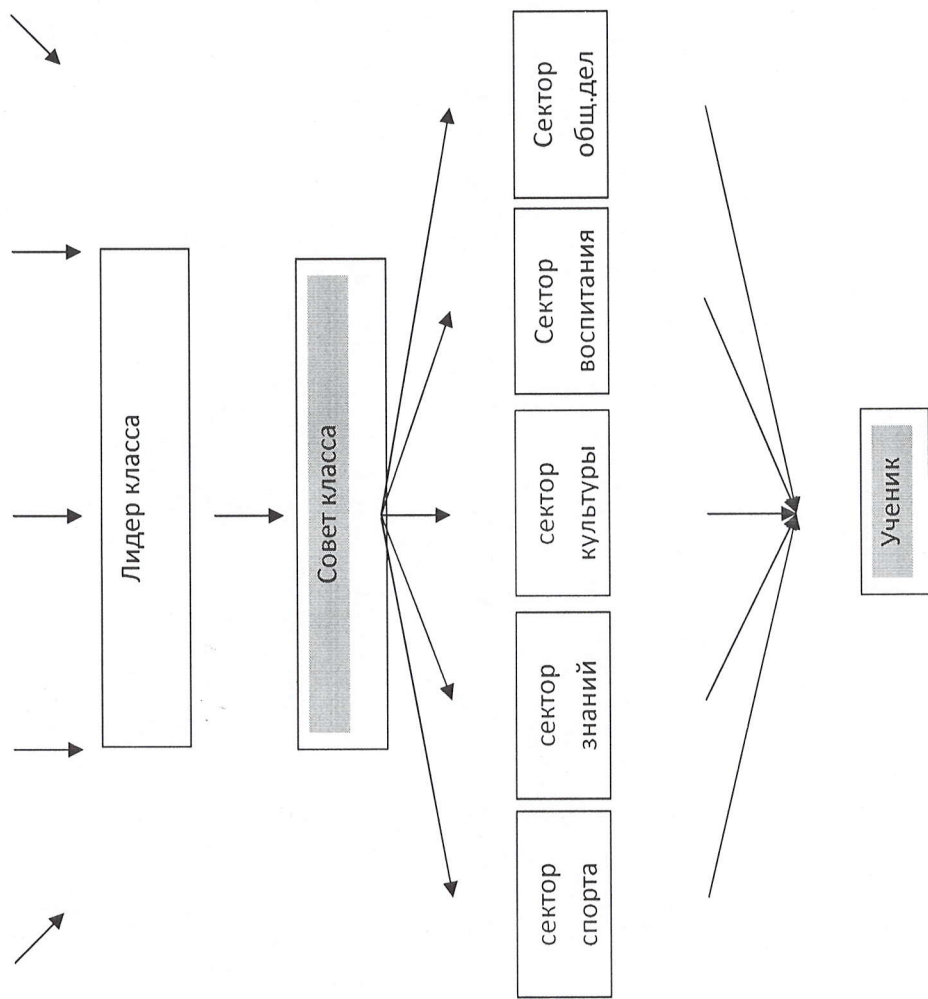 Лидер класса
Совет класса
сектор
спорта
сектор
знаний
сектор
культуры
Сектор
воспитания
Сектор
общ.дел
Ученик